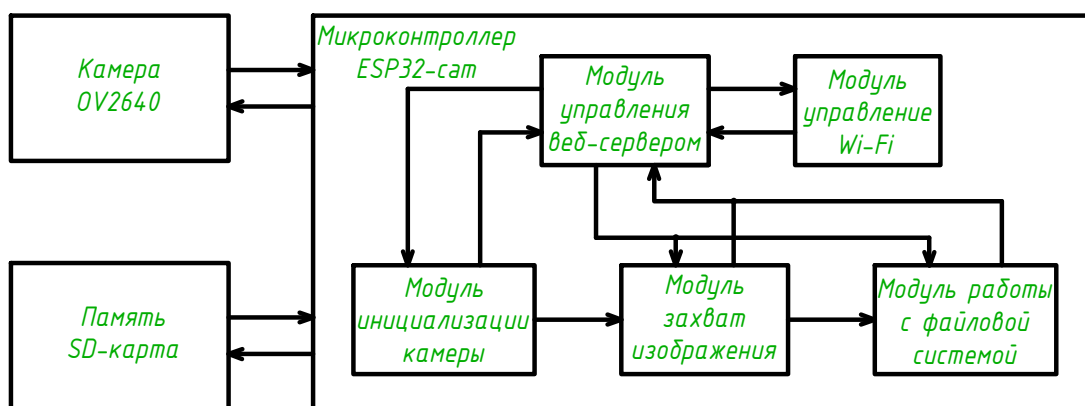 Камера
OV2640
Микроконтроллер
ESP32-cam
Модуль
управления
веб-сервером
Модуль
управление
Wi-Fi
Память
SD-карта
Модуль
инициализации
камеры
Модуль
захват
изображения
Модуль работы
с файловой
системой